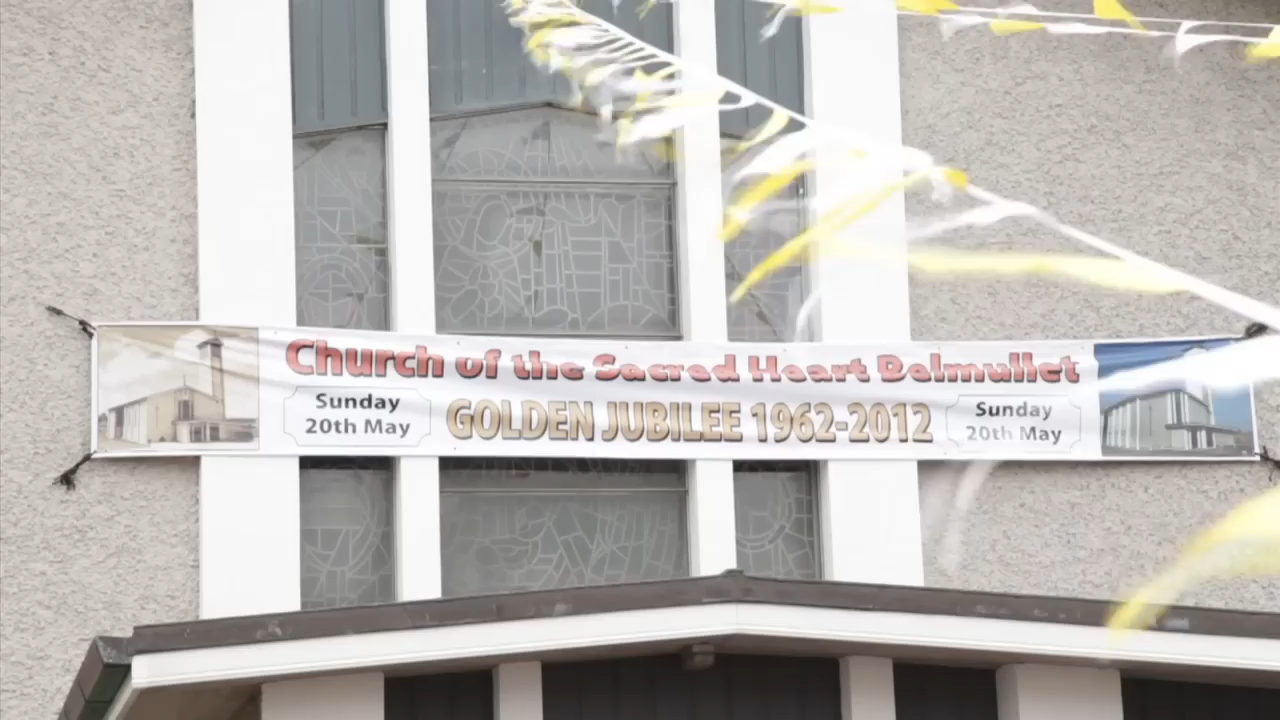 Church of the Sacred Heart Belmullet
Sunday
20th May
GOLDEN JUBILEE 1962-2012
Sunday
20th May